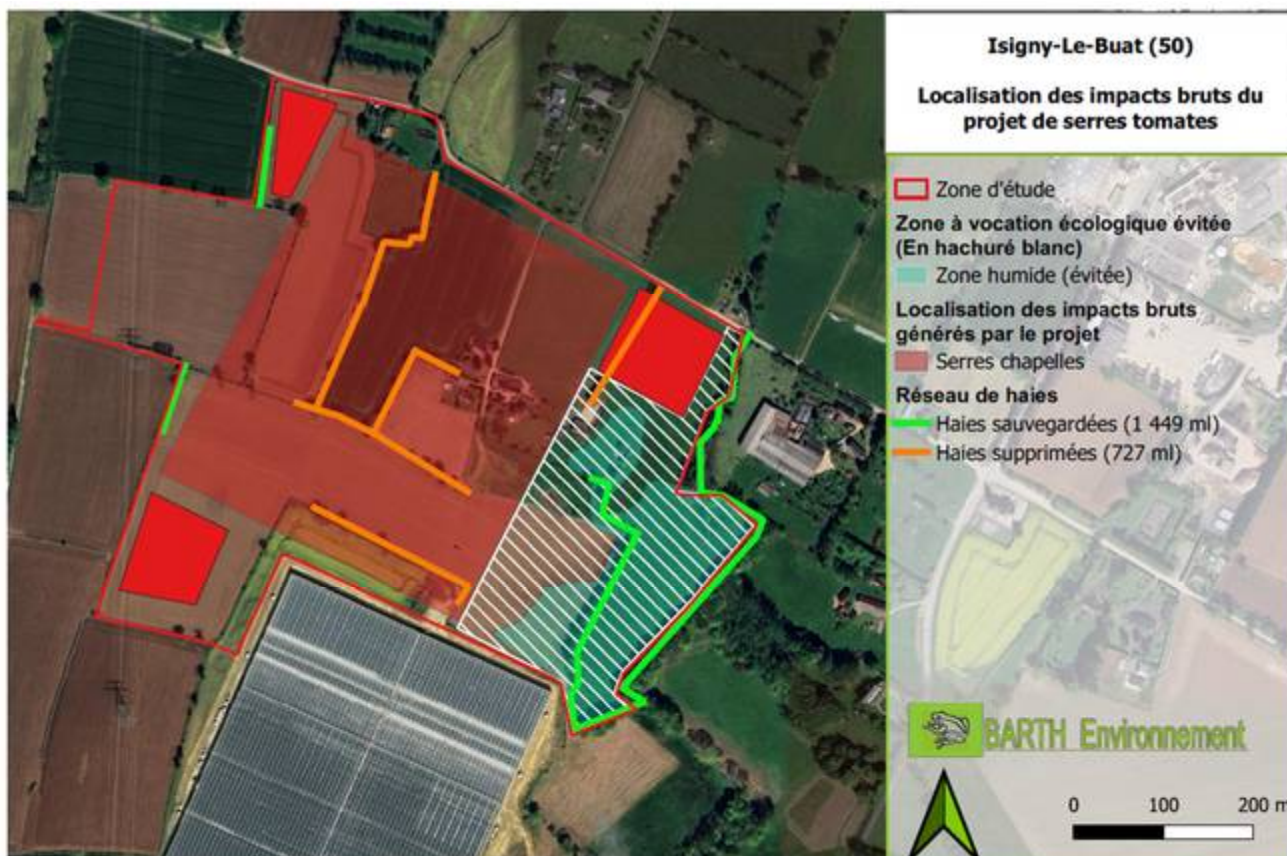 Isigny-Le-Buat (50)
Localisation des impacts bruts du
projet de serres tomates
Zone d'étude
Zone à vocation écologique évitée
(En hachuré blanc)
Zone humide (évitée)
Localisation des impacts bruts
générés par le projet
Serres chapelles
Réseau de haies
Haies sauvegardées (1 449 ml)
Haies supprimées (727 ml)
BARTH Environnement
0 100 200 m